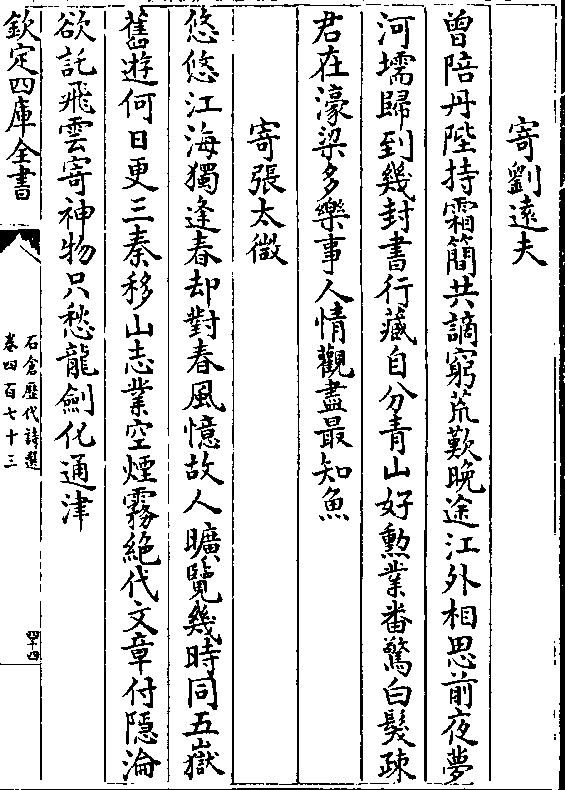 寄劉遠夫
曾陪丹陛持霜簡共謫窮荒歎晚途江外相思前夜夢
河壖歸到幾封書行藏自分青山好勲業畨驚白髪疎
君在濠梁多樂事人情觀盡最知魚
寄張太微
悠悠江海獨逢春却對春風憶故人曠覽幾時同五嶽
舊遊何日更三秦移山志業空煙霧絶代文章付隱淪
欲託飛雲寄神物只愁龍劍化通津
欽定四庫全書
石倉歷代詩選
卷四百七十三
四十四